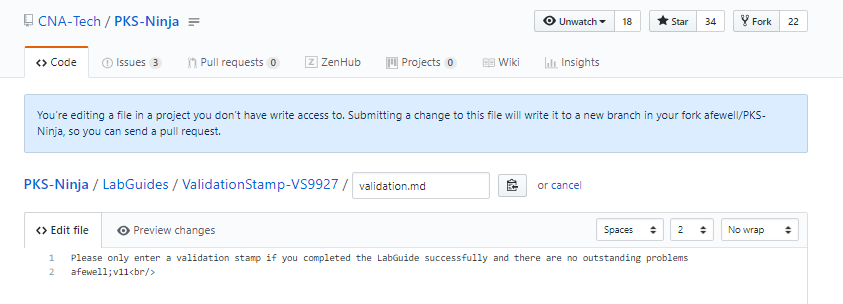 CNA-Tech / PKS-Ninja
Unwatch 18 Star 34 Fork 22
Code Issues 3 Pull requests 0 ZenHub Projects 0 Wiki Insights
You're editing a file in a project you don't have write access to. Submitting a change to this file will write it to a new branch in your fork afewell/PKS-
Ninja, so you can send a pull request.
PKS-Ninja / LabGuides / ValidationStamp-VS9927 / validation.md or cancel
Edit file Preview changes Spaces 2 No wrap
1 Please only enter a validation stamp if you completed the LabGuide successfully and there are no outstanding problems
2 afewell;v11<br/>